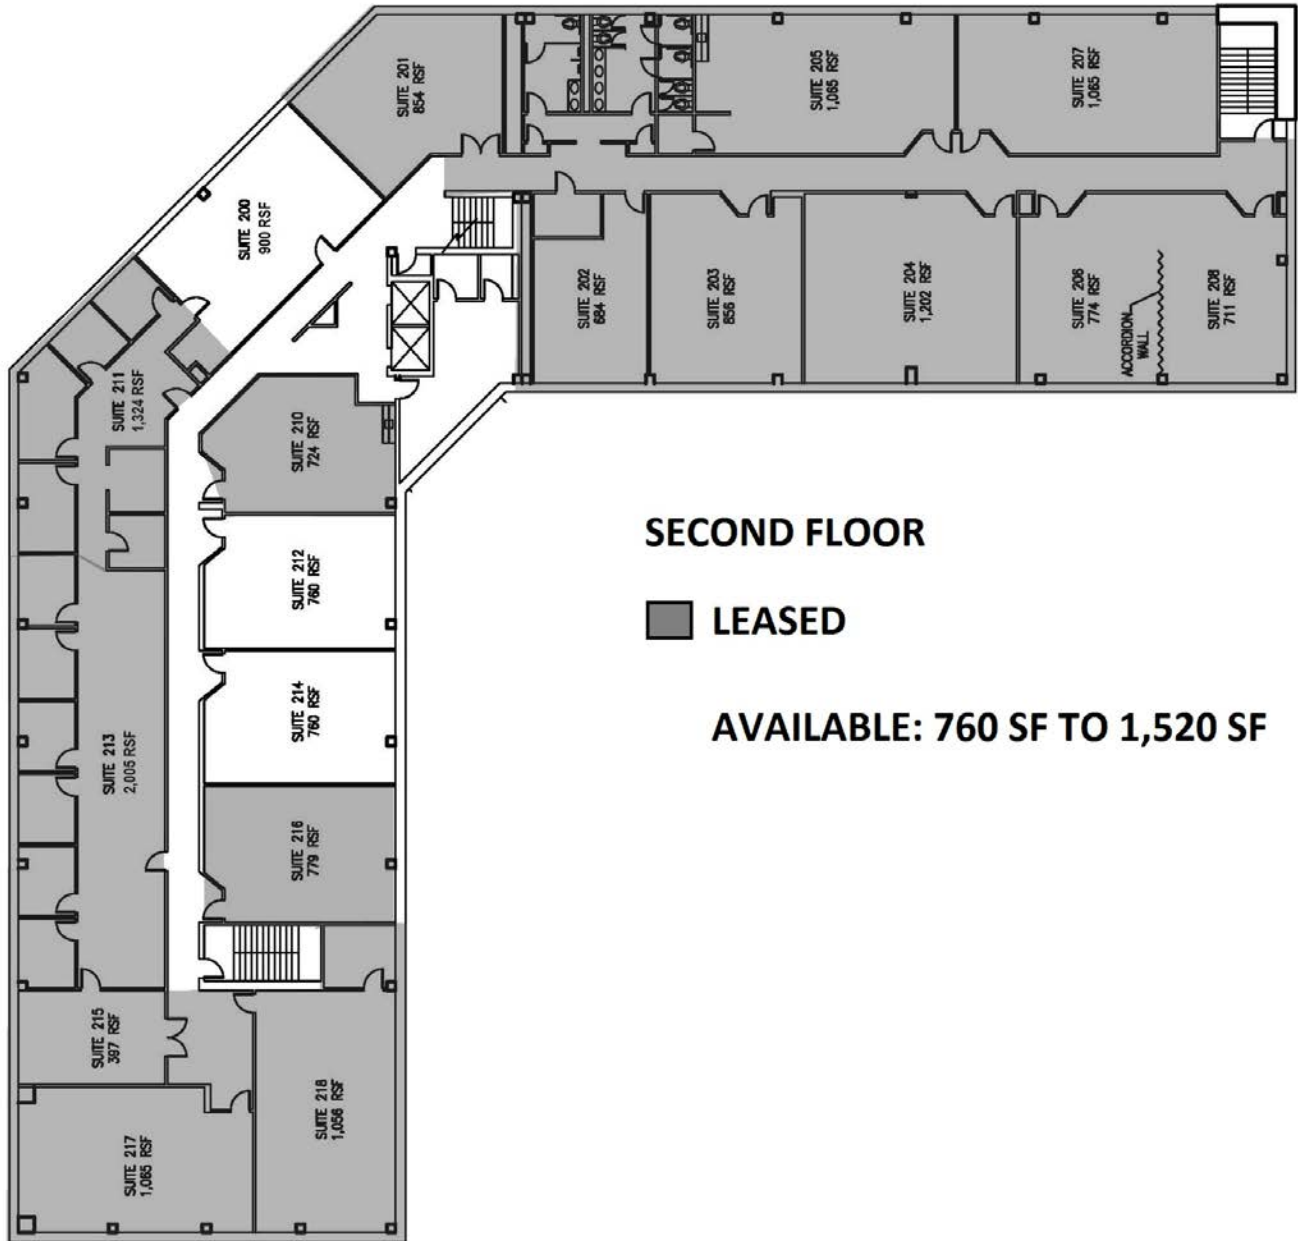 SUITE 201
854 RSF
SUITE 205
1,065 RSF
SUITE 207
1,065 RSF
SUITE 200
900 RSF
SUITE 202
684 RSF
SUITE 203
856 RSF
SUITE 204
1,202 RSF
SUITE 206
774 RSF
ACCORDION
WALL
SUITE 208
711 RSF
SUITE 211
1,324 RSF
SUITE 210
724 RSF
SUITE 212
760 RSF
SUITE 214
760 RSF
SUITE 213
2,005 RSF
SUITE 216
779 RSF
SUITE 215
397 RSF
SUITE 218
1,056 RSF
SUITE 217
1,065 RSF
SECOND FLOOR
LEASED
AVAILABLE: 760 SF TO 1,520 SF